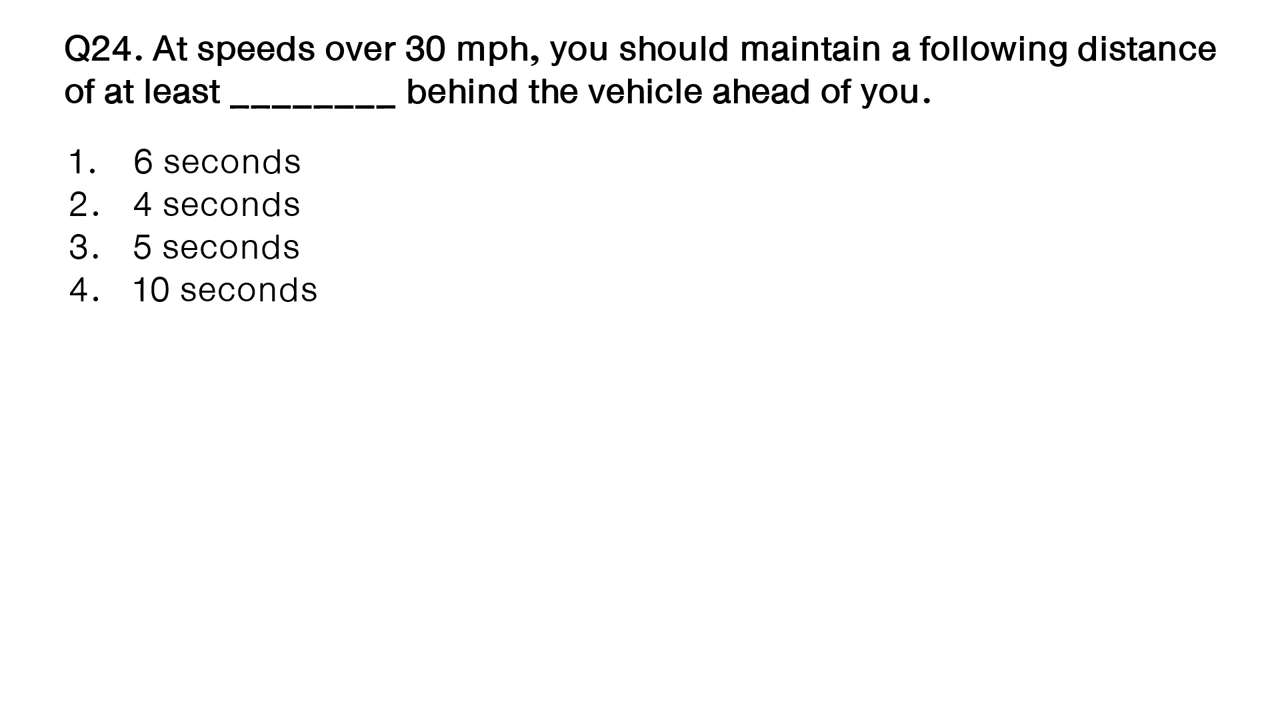 Q24. At speeds over 30 mph, you should maintain a following distance
of at least ________ behind the vehicle ahead of you.
1. 6 seconds
2. 4 seconds
3. 5 seconds
4. 10 seconds